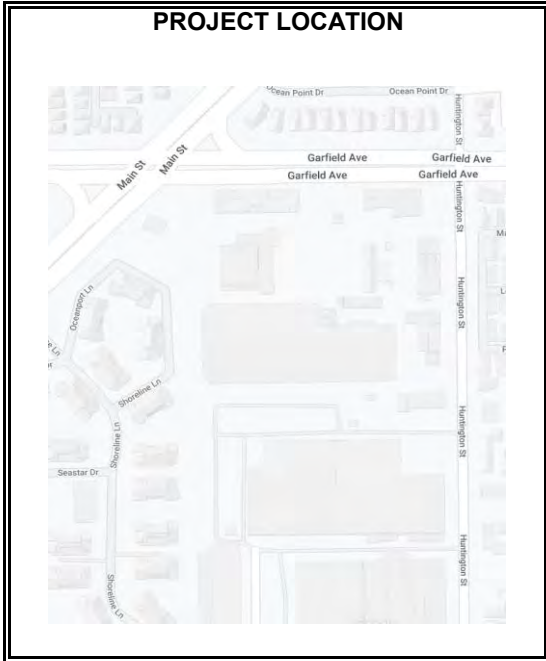 PROJECT LOCATION
Ocean Point Dr
Ocean Point Dr
Huntington St
Main St
Main St
Garfield Ave
Garfield Ave
Garfield Ave
Garfield Ave
Huntington St
Oceanport Ln
Huntington St
Shoreline Ln
Huntington St
Shoreline Ln
Seastar Dr
Huntington St
Shoreline Ln